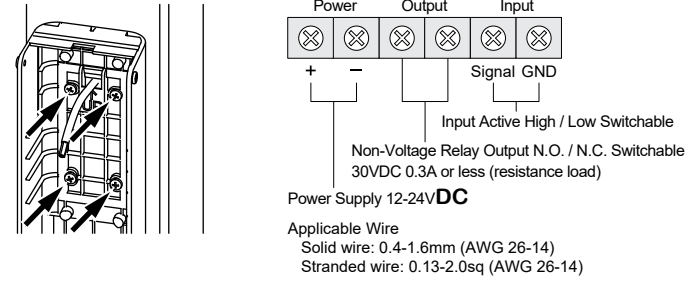 Power Output Input
+ − Signal GND
Input Active High / Low Switchable
Non-Voltage Relay Output N.O. / N.C. Switchable
30VDC 0.3A or less (resistance load)
Power Supply 12-24VDC
Applicable Wire
Solid wire: 0.4-1.6mm (AWG 26-14)
Stranded wire: 0.13-2.0sq (AWG 26-14)